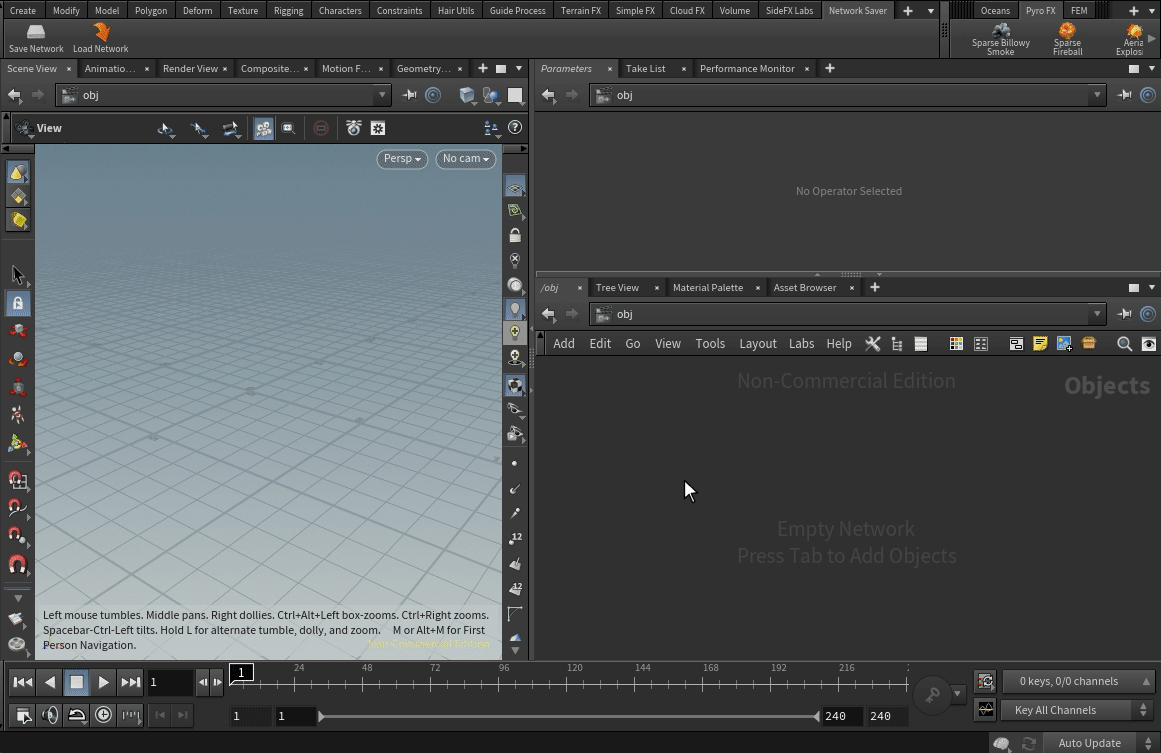 Create Modify Model Polygon Deform Texture Rigging Characters Constraints Hair Utils Guide Process Terrain FX Simple FX Cloud FX Volume SideFX Labs Network Saver
Oceans Pyro FX FEM
Save Network Load Network
Sparse Billowy Smoke
Sparse Fireball
Aeria
Explos
Scene View Animatio... Render View Composite... Motion F... Geometry...
Parameters Take List Performance Monitor
obj
obj
View
Persp No cam
No Operator Selected
/obj Tree View Material Palette Asset Browser
obj
Add Edit Go View Tools Layout Labs Help
Non-Commercial Edition
Objects
Empty Network
Press Tab to Add Objects
12
12
Left mouse tumbles. Middle pans. Right dollies. Ctrl+Alt+Left box-zooms. Ctrl+Right zooms.
Spacebar-Ctrl-Left tilts. Hold L for alternate tumble, dolly, and zoom. M or Alt+M for First
Person Navigation. Non-Commercial Edition
1
1 24 48 72 96 120 144 168 192 216
0 keys, 0/0 channels
1 1 240 240
Key All Channels
Auto Update